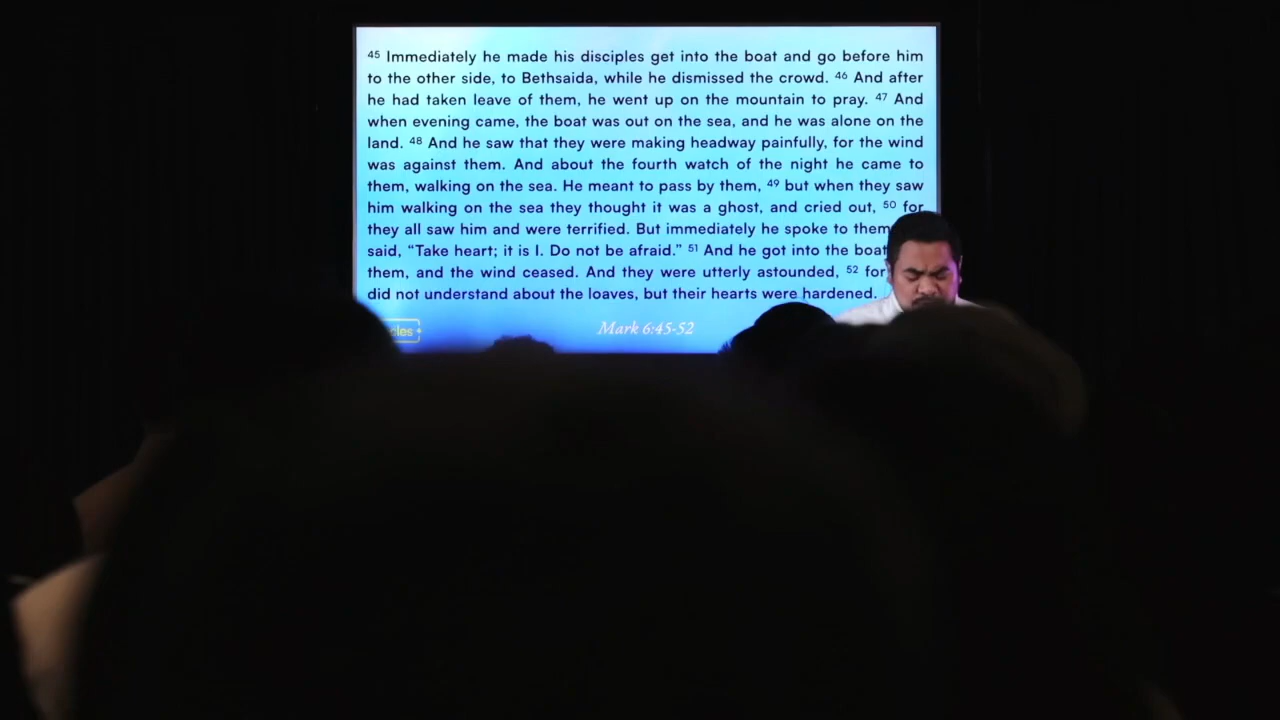 45 Immediately he made his disciples get into the boat and go before him
to the other side, to Bethsaida, while he dismissed the crowd. 46 And after
he had taken leave of them, he went up on the mountain to pray. 47 And
when evening came, the boat was out on the sea, and he was alone on the
land. 48 And he saw that they were making headway painfully, for the wind
was against them. And about the fourth watch of the night he came to
them, walking on the sea. He meant to pass by them, 49 but when they saw
him walking on the sea they thought it was a ghost, and cried out, 50 for
they all saw him and were terrified. But immediately he spoke to them
said, “Take heart; it is I. Do not be afraid.” 51 And he got into the boat
them, and the wind ceased. And they were utterly astounded, 52 for
did not understand about the loaves, but their hearts were hardened.
Mark 6:45-52